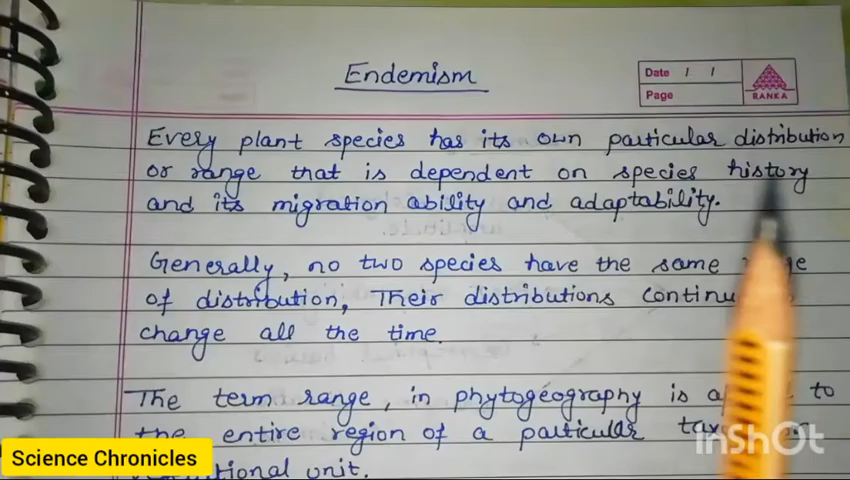 Endemism
Date / /
Page
RANKA
Every plant species has its own particular distribution
or range that is dependent on species history
and its migration ability and adaptability.
Generally, no two species have the same
of distribution, Their distributions
change all the time.
The term range, in phytogeography is to
the entire region of a particular
unit.
Science Chronicles
InShOt